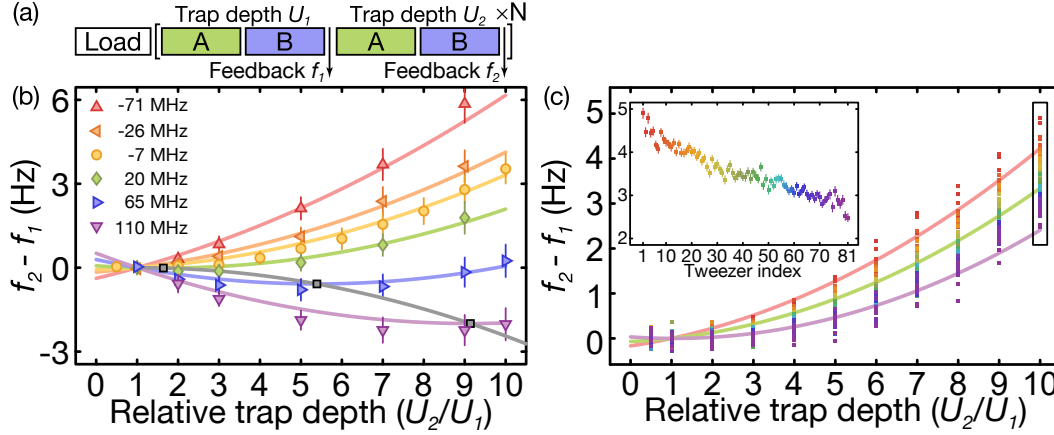 (a)
Trap depth U1 Trap depth U2 ×N
Load [ A B A B ]
Feedback f1 Feedback f2
(b)
6
3
0
-3
f2 - f1 (Hz)
-71 MHz
-26 MHz
-7 MHz
20 MHz
65 MHz
110 MHz
0 1 2 3 4 5 6 7 8 9 10
Relative trap depth (U2/U1)
(c)
5
4
3
2
1
0
f2 - f1 (Hz)
5
4
3
2
1 10 20 30 40 50 60 70 81
Tweezer index
0 1 2 3 4 5 6 7 8 9 10
Relative trap depth (U2/U1)